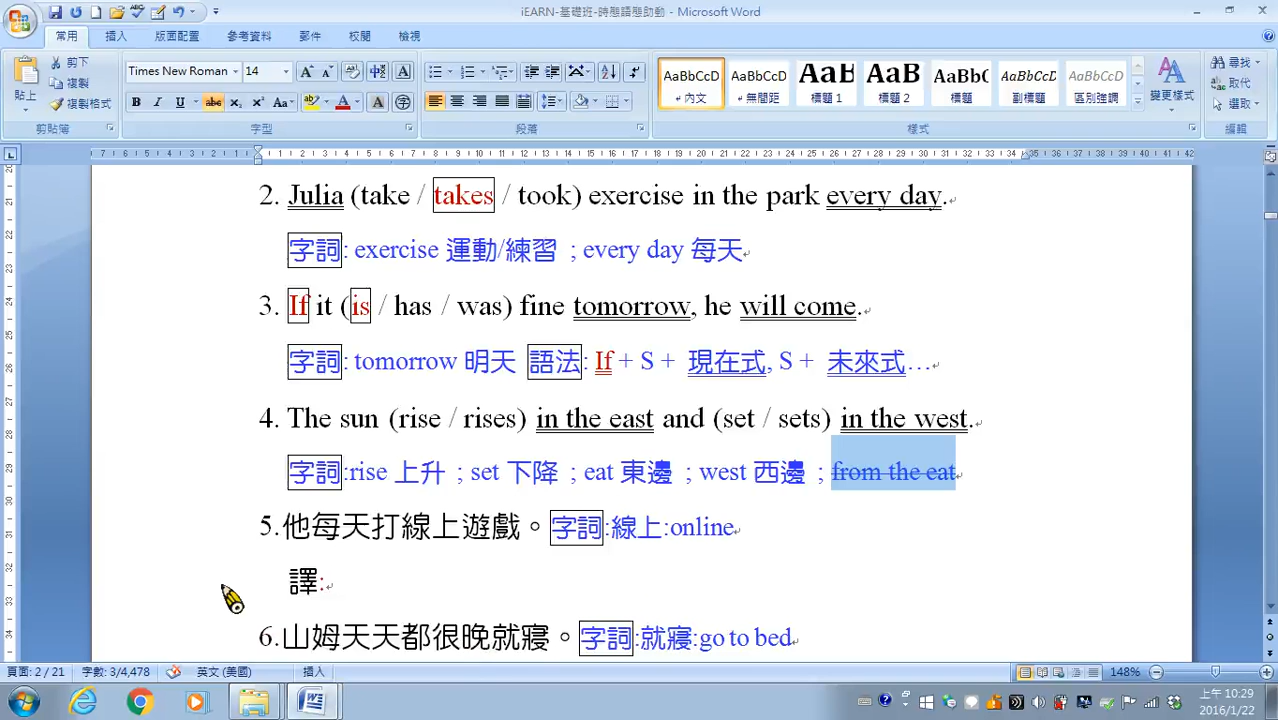 iEARN-基礎班-時態語態助動 - Microsoft Word
常用 插入 版面配置 參考資料 郵件 校閱 檢視
貼上 剪下 複製 複製格式 剪貼簿
Times New Roman 14 字型
段落
AaBbCcD 內文 AaBbCcD 無間距 AaB 標題 1 AaB 標題 2 AaBb( 標題 AaBbCcD 副標題 AaBbCcD 區別強調 樣式
變更樣式
尋找 取代 選取 編輯
2. Julia (take / takes / took) exercise in the park every day.
字詞: exercise 運動/練習 ; every day 每天
3. If it (is / has / was) fine tomorrow, he will come.
字詞: tomorrow 明天 語法: If + S + 現在式, S + 未來式…
4. The sun (rise / rises) in the east and (set / sets) in the west.
字詞:rise 上升 ; set 下降 ; eat 東邊 ; west 西邊 ; from the eat
5.他每天打線上遊戲。字詞:線上:online
譯:
6.山姆天天都很晚就寢。字詞:就寢:go to bed
頁面: 2 / 21 字數: 3/4,478 英文 (美國) 插入 148%
上午 10:29
2016/1/22